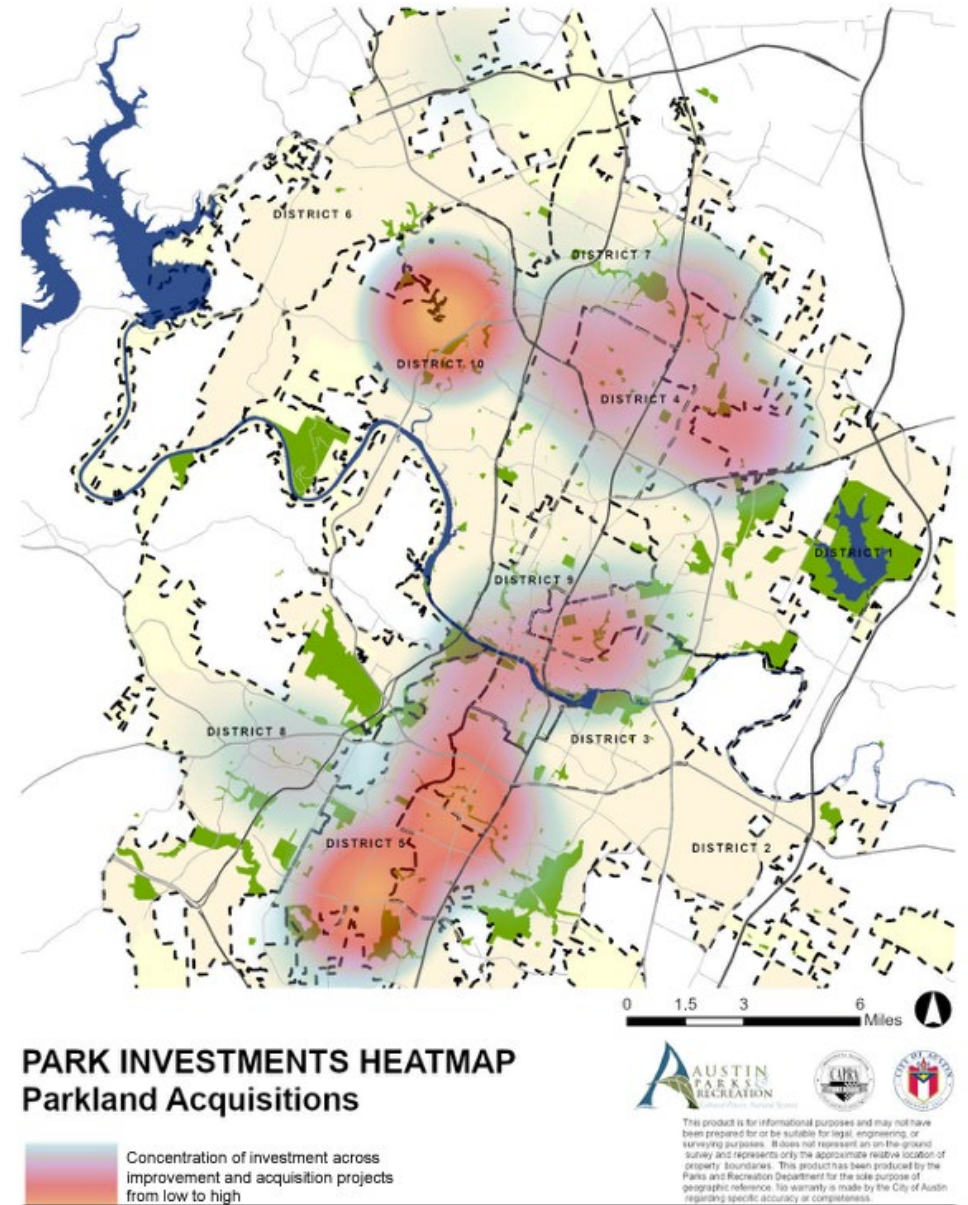 DISTRICT 6
DISTRICT 7
DISTRICT 10
DISTRICT 4
DISTRICT 1
DISTRICT 9
DISTRICT 8
DISTRICT 3
DISTRICT 5
DISTRICT 2
0 1.5 3 6
Miles
PARK INVESTMENTS HEATMAP
Parkland Acquisitions
Concentration of investment across
improvement and acquisition projects
from low to high
AUSTIN
PARKS &
RECREATION
CAPRA
CITY OF AUSTIN
This product is for informational purposes and may not have
been prepared for or be suitable for legal, engineering, or
surveying purposes. It does not represent an on-the-ground
survey and represents only the approximate relative location of
property boundaries. This product has been produced by the
Parks and Recreation Department for the sole purpose of
geographic reference. No warranty is made by the City of Austin
regarding specific accuracy or completeness.